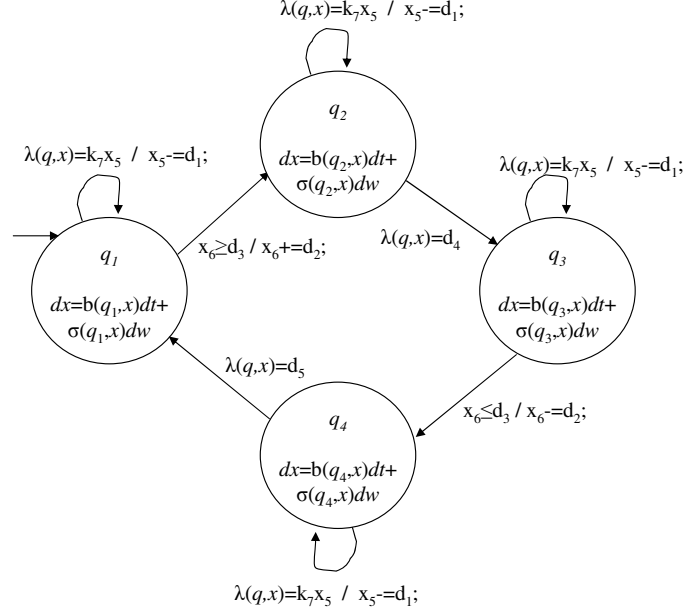 λ(q,x)=k₇x₅ / x₅-=d₁;
q₂
dx=b(q₂,x)dt+
σ(q₂,x)dw
λ(q,x)=k₇x₅ / x₅-=d₁;
λ(q,x)=k₇x₅ / x₅-=d₁;
x₆≥d₃ / x₆+=d₂;
λ(q,x)=d₄
q₁
dx=b(q₁,x)dt+
σ(q₁,x)dw
q₃
dx=b(q₃,x)dt+
σ(q₃,x)dw
λ(q,x)=d₅
x₆≤d₃ / x₆-=d₂;
q₄
dx=b(q₄,x)dt+
σ(q₄,x)dw
λ(q,x)=k₇x₅ / x₅-=d₁;